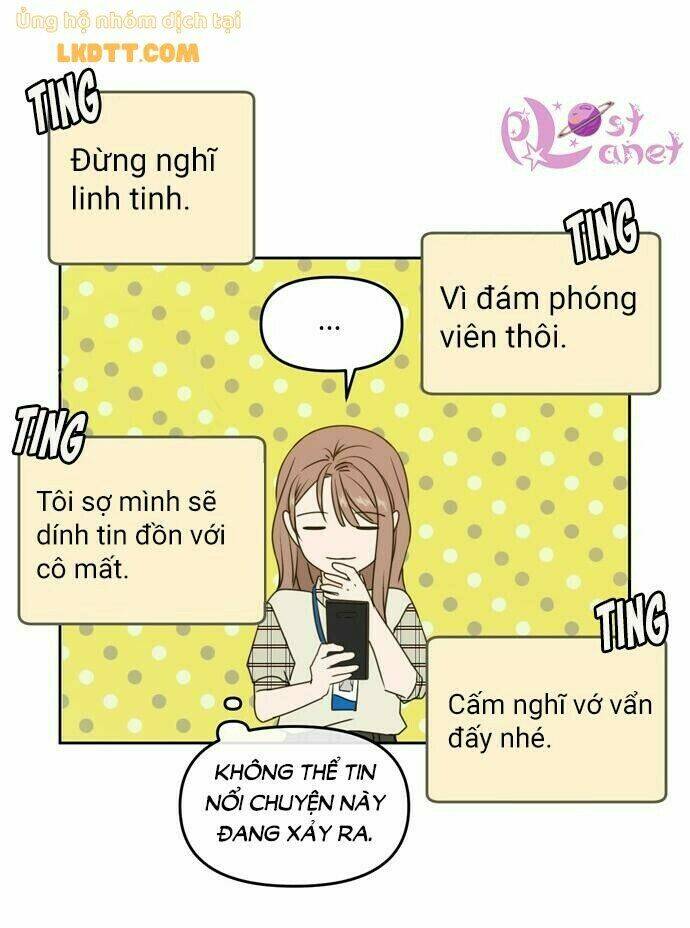 Ủng hộ nhóm dịch tại
LKDTT.COM
TING
Đừng nghĩ
linh tinh.
Lost
Planet
TING
Vì đám phóng
viên thôi.
...
TING
Tôi sợ mình sẽ
dính tin đồn với
cô mất.
TING
Cấm nghĩ vớ vẩn
đấy nhé.
KHÔNG THỂ TIN
NỔI CHUYỆN NÀY
ĐANG XẢY RA.